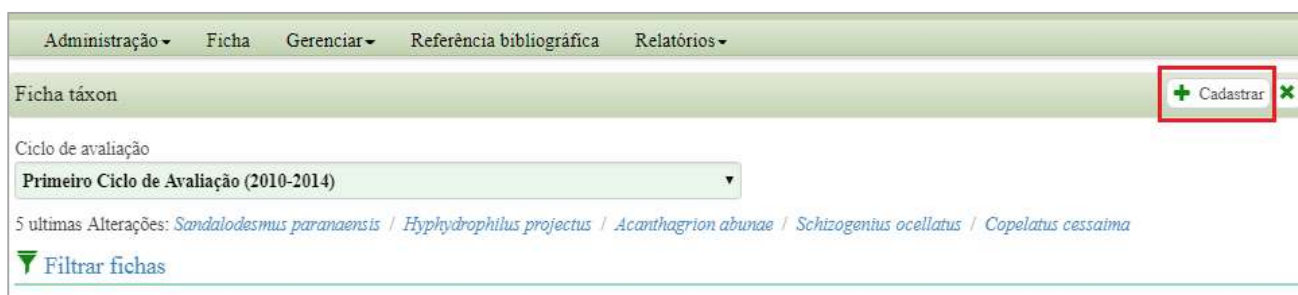 Administração Ficha Gerenciar Referência bibliográfica Relatórios
Ficha táxon Cadastrar
Ciclo de avaliação
Primeiro Ciclo de Avaliação (2010-2014)
5 ultimas Alterações: Sandalodesmus paranaensis / Hyphydrophilus projectus / Acanthagrion abunae / Schizogenius ocellatus / Copelatus cessaima
Filtrar fichas